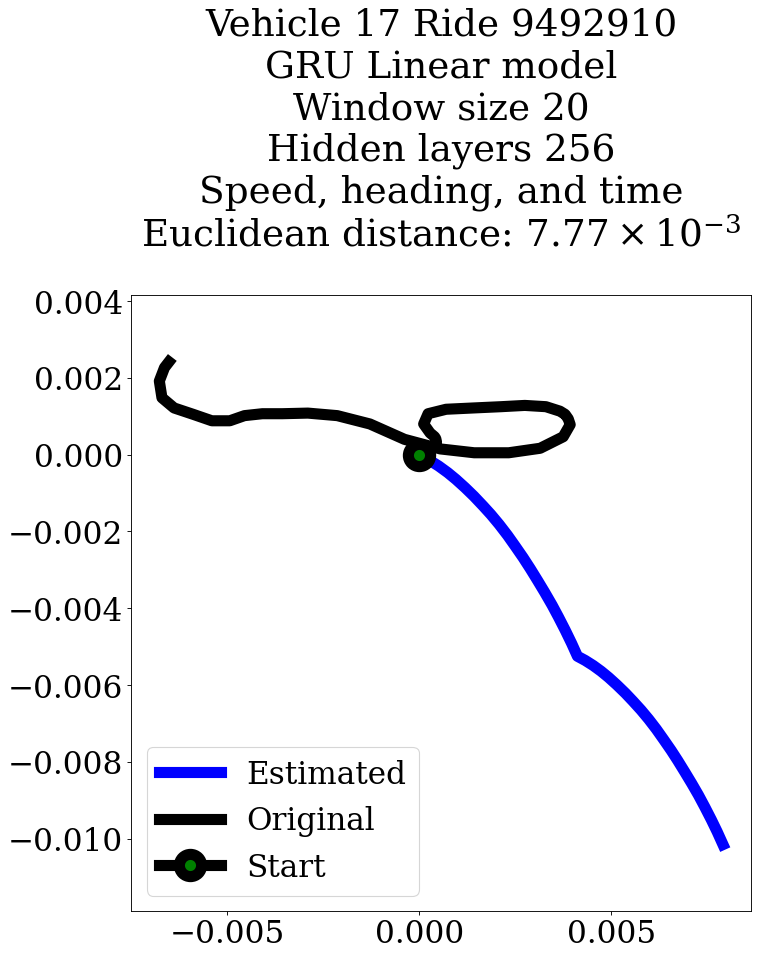 Vehicle 17 Ride 9492910
GRU Linear model
Window size 20
Hidden layers 256
Speed, heading, and time
Euclidean distance: 7.77 × 10⁻³
0.004
0.002
0.000
−0.002
−0.004
−0.006
−0.008
−0.010
Estimated
Original
Start
−0.005 0.000 0.005